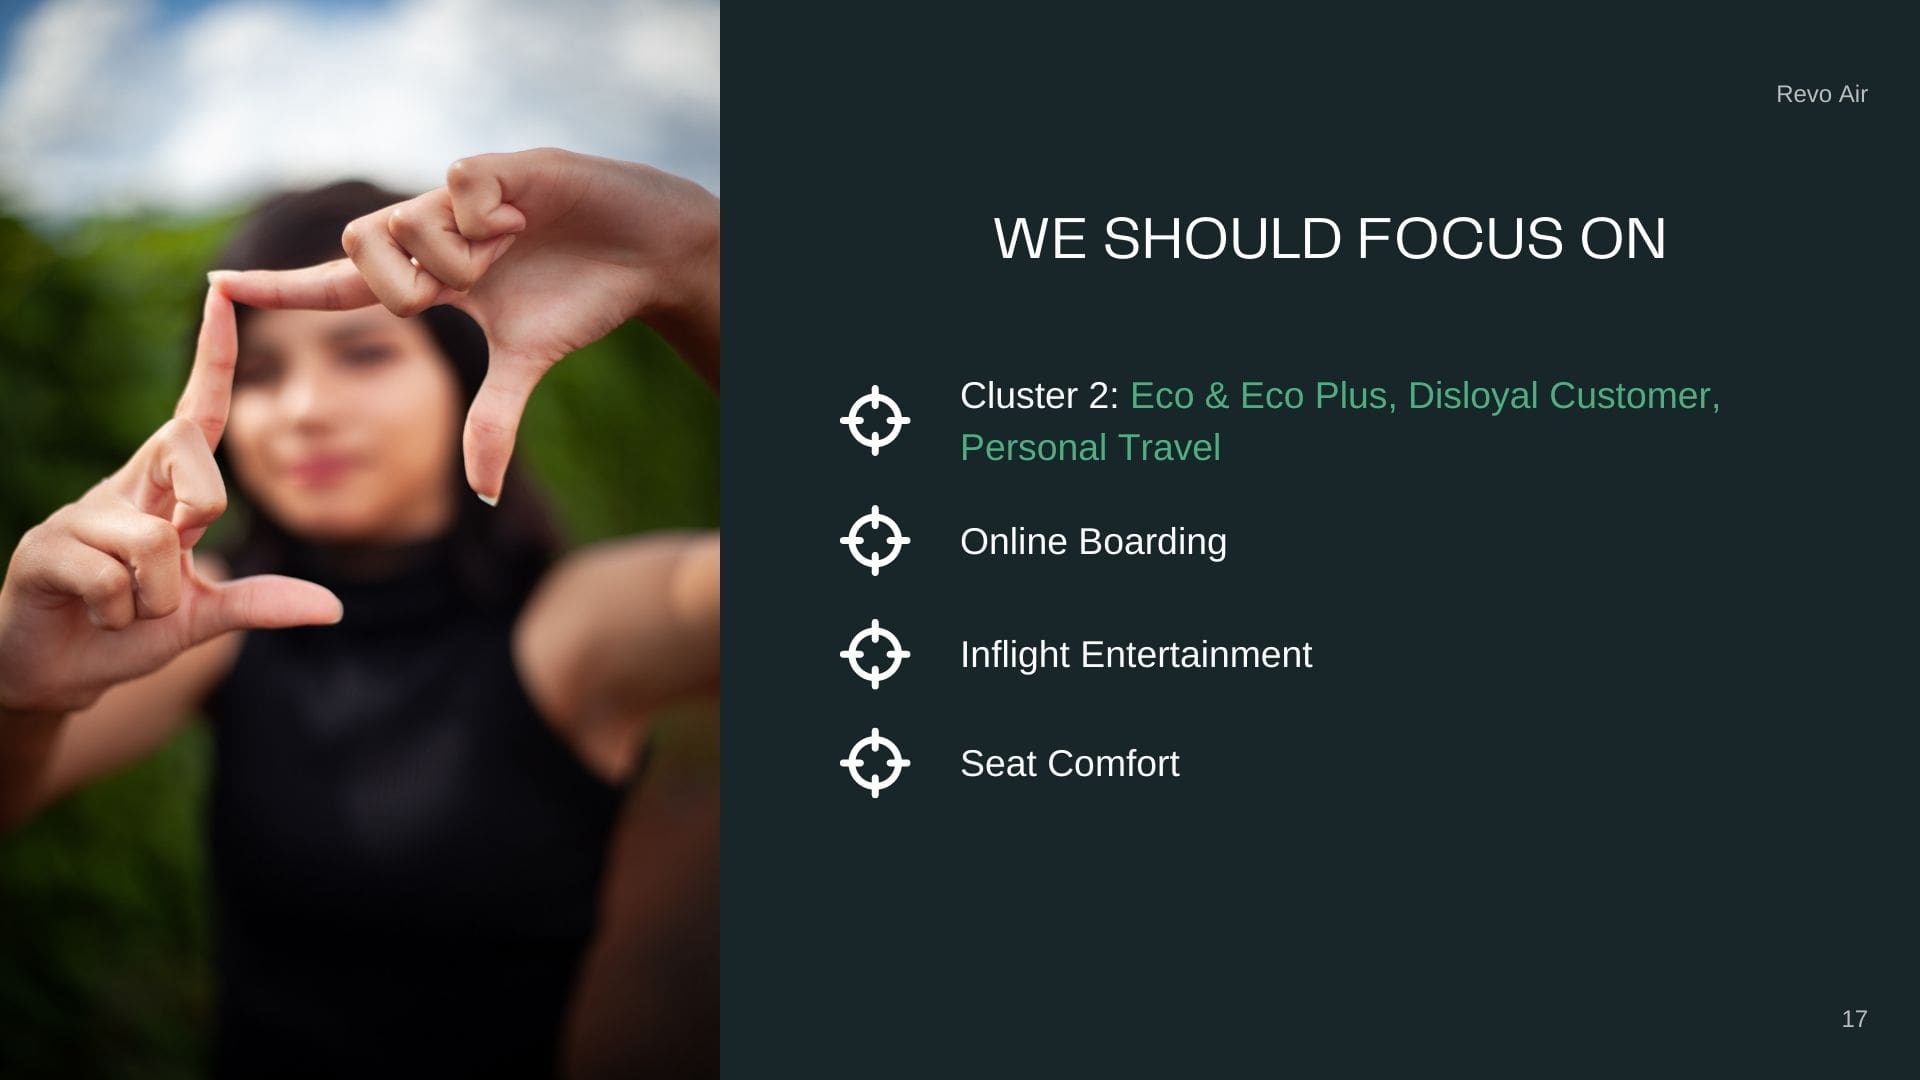 Revo Air
WE SHOULD FOCUS ON
Cluster 2: Eco & Eco Plus, Disloyal Customer,
Personal Travel
Online Boarding
Inflight Entertainment
Seat Comfort
17